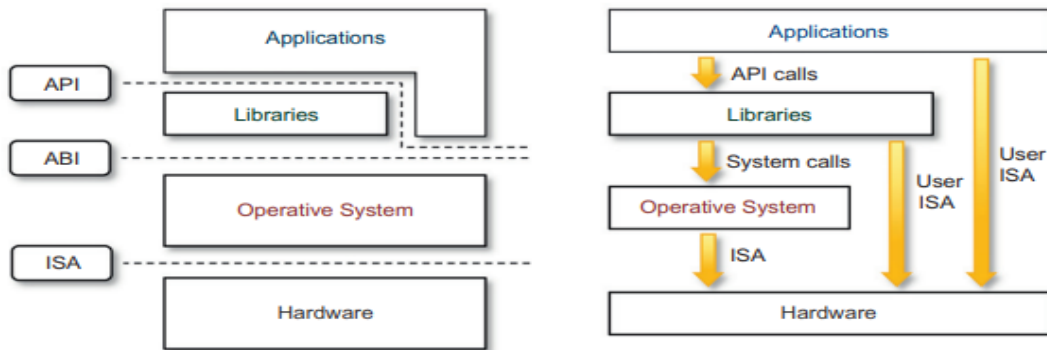 Applications
API
Libraries
ABI
Operative System
ISA
Hardware
Applications
API calls
Libraries
System calls
User
ISA
User
ISA
Operative System
ISA
Hardware